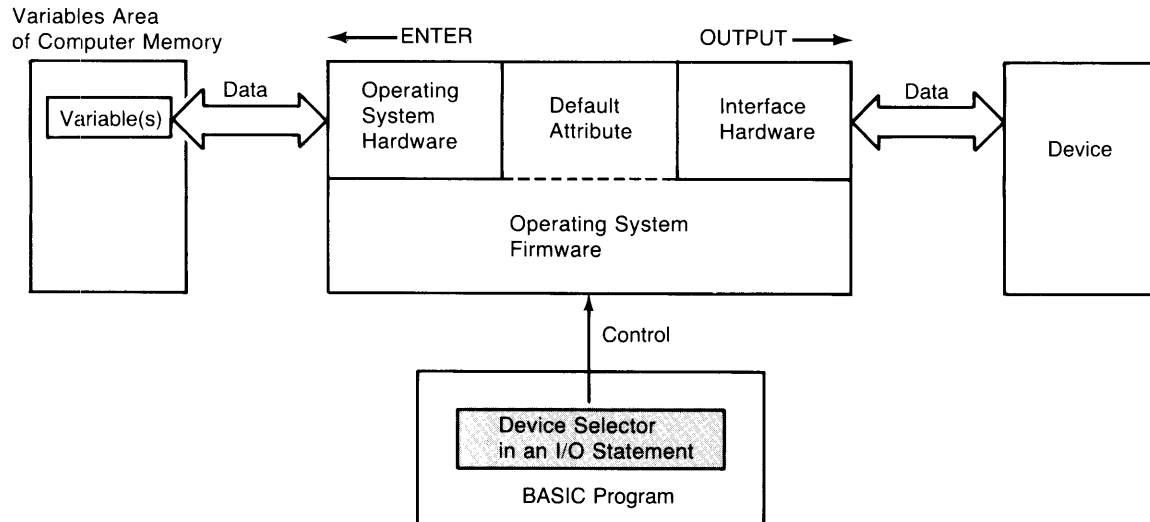 Variables Area
of Computer Memory
ENTER
OUTPUT
Data
Variable(s)
Operating
System
Hardware
Default
Attribute
Interface
Hardware
Data
Device
Operating System
Firmware
Control
Device Selector
in an I/O Statement
BASIC Program